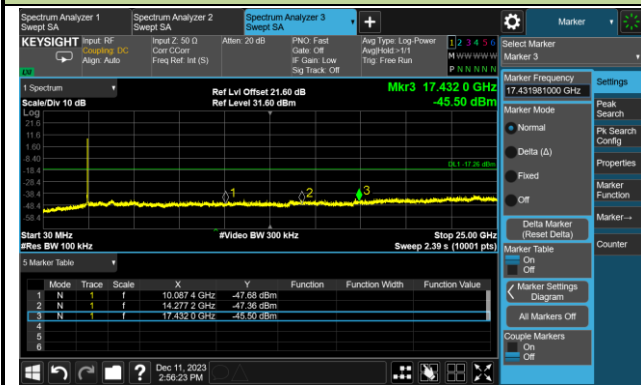 Spectrum Analyzer 1
Swept SA
Spectrum Analyzer 2
Swept SA
Spectrum Analyzer 3
Swept SA
Marker
KEYSIGHT
Input: RF
Coupling: DC
Align: Auto
Input Z: 50 Ω
Corr CCorr
Freq Ref: Int (S)
Atten: 20 dB
PNO: Fast
Gate: Off
IF Gain: Low
Sig Track: Off
Avg Type: Log-Power
Avg|Hold:>1/1
Trig: Free Run
1 2 3 4 5 6
M W W W W W
P N N N N N
LXI
1 Spectrum
Scale/Div 10 dB
Ref Lvl Offset 21.60 dB
Ref Level 31.60 dBm
Mkr3 17.432 0 GHz
-45.50 dBm
Log
21.6
11.6
1.60
-8.40
-18.4
-28.4
-38.4
-48.4
-58.4
DL1 -17.26 dBm
1
2
3
Start 30 MHz
#Res BW 100 kHz
#Video BW 300 kHz
Stop 25.00 GHz
Sweep 2.39 s (10001 pts)
5 Marker Table
Mode Trace Scale X Y Function Function Width Function Value
1 N 1 f 10.087 4 GHz -47.68 dBm
2 N 1 f 14.277 2 GHz -47.36 dBm
3 N 1 f 17.432 0 GHz -45.50 dBm
4
5
6
Dec 11, 2023
2:56:23 PM
Select Marker
Marker 3
Marker Frequency
17.431981000 GHz
Marker Mode
Normal
Delta (Δ)
Fixed
Off
Delta Marker
(Reset Delta)
Marker Table
On
Off
Marker Settings
Diagram
All Markers Off
Couple Markers
On
Off
Settings
Peak
Search
Pk Search
Config
Properties
Marker
Function
Marker→
Counter